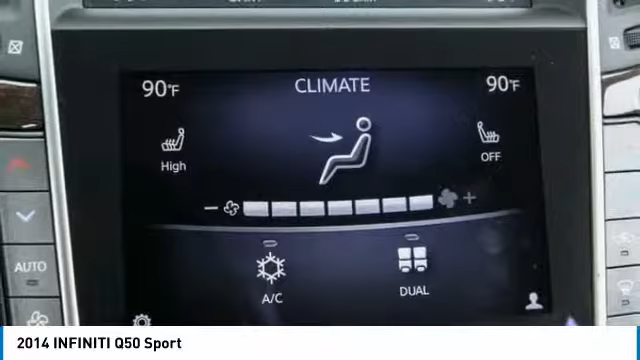 90°F CLIMATE 90°F
High OFF
− +
A/C DUAL
AUTO
2014 INFINITI Q50 Sport